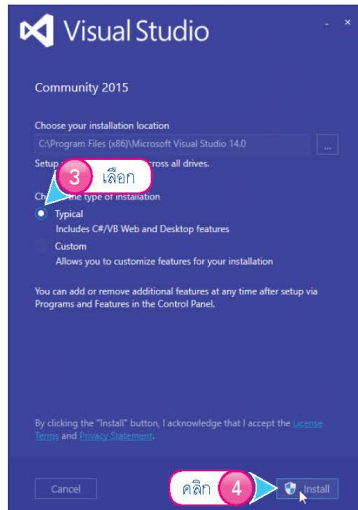 Visual Studio
Community 2015
Choose your installation location
C:\Program Files (x86)\Microsoft Visual Studio 14.0
...
Setup across all drives.
3 เลือก
the type of installation
Typical
Includes C#/VB Web and Desktop features
Custom
Allows you to customize features for your installation
You can add or remove additional features at any time after setup via
Programs and Features in the Control Panel.
By clicking the "Install" button, I acknowledge that I accept the License
Terms and Privacy Statement.
Cancel
คลิก 4
Install